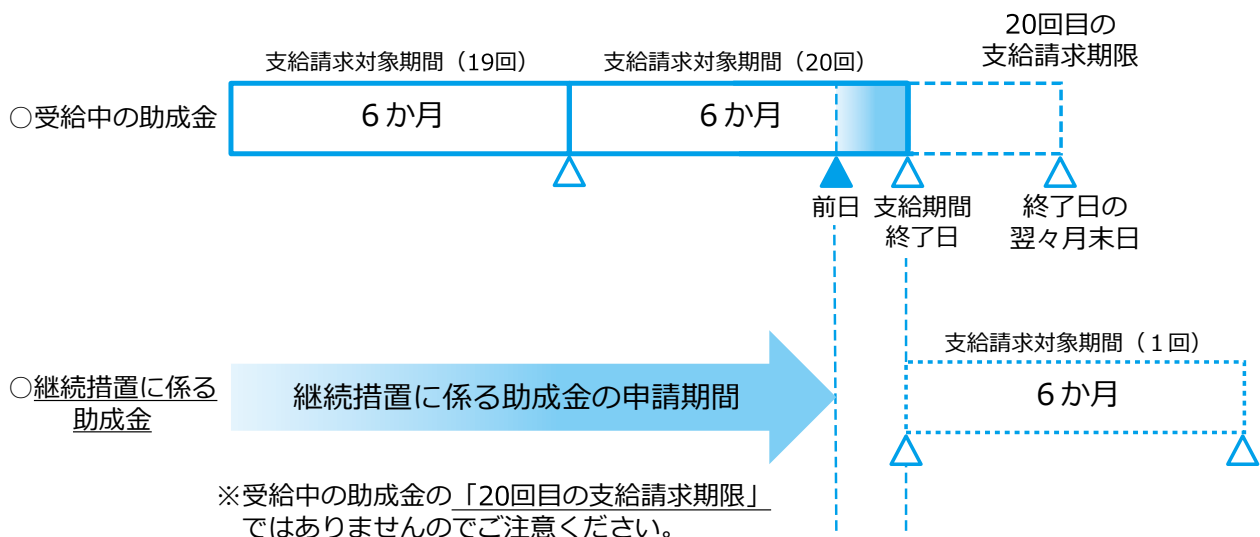 20回目の
支給請求期限
支給請求対象期間（19回）
支給請求対象期間（20回）
○受給中の助成金
６か月
６か月
前日
支給期間
終了日
終了日の
翌々月末日
支給請求対象期間（１回）
○継続措置に係る
助成金
継続措置に係る助成金の申請期間
６か月
※受給中の助成金の「20回目の支給請求期限」
ではありませんのでご注意ください。